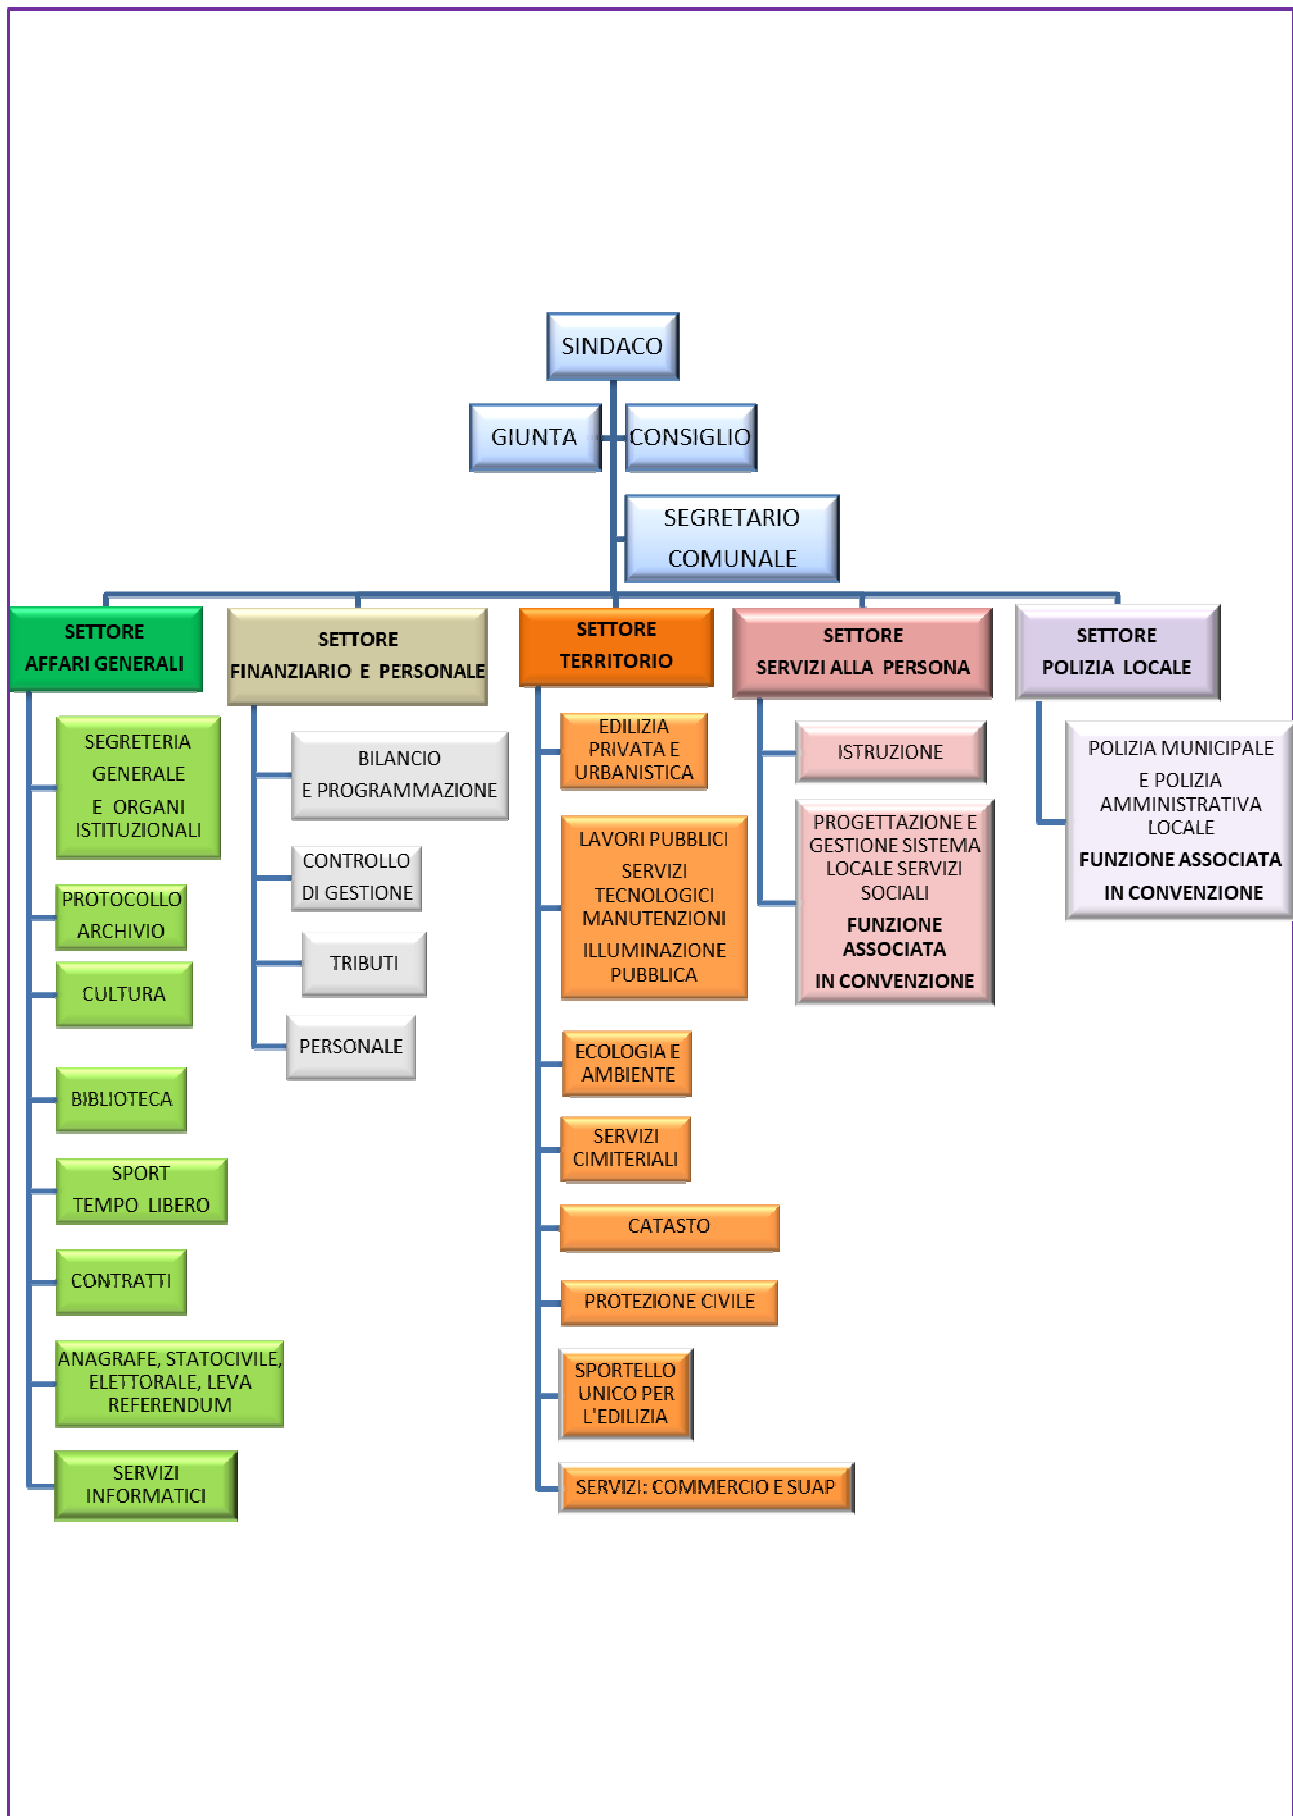 SINDACO
GIUNTA
CONSIGLIO
SEGRETARIO
COMUNALE
SETTORE
AFFARI GENERALI
SEGRETERIA
GENERALE
E ORGANI
ISTITUZIONALI
PROTOCOLLO
ARCHIVIO
CULTURA
BIBLIOTECA
SPORT
TEMPO LIBERO
CONTRATTI
ANAGRAFE, STATOCIVILE,
ELETTORALE, LEVA
REFERENDUM
SERVIZI
INFORMATICI
SETTORE
FINANZIARIO E PERSONALE
BILANCIO
E PROGRAMMAZIONE
CONTROLLO
DI GESTIONE
TRIBUTI
PERSONALE
SETTORE
TERRITORIO
EDILIZIA
PRIVATA E
URBANISTICA
LAVORI PUBBLICI
SERVIZI
TECNOLOGICI
MANUTENZIONI
ILLUMINAZIONE
PUBBLICA
ECOLOGIA E
AMBIENTE
SERVIZI
CIMITERIALI
CATASTO
PROTEZIONE CIVILE
SPORTELLO
UNICO PER
L'EDILIZIA
SERVIZI: COMMERCIO E SUAP
SETTORE
SERVIZI ALLA PERSONA
ISTRUZIONE
PROGETTAZIONE E
GESTIONE SISTEMA
LOCALE SERVIZI
SOCIALI
FUNZIONE
ASSOCIATA
IN CONVENZIONE
SETTORE
POLIZIA LOCALE
POLIZIA MUNICIPALE
E POLIZIA
AMMINISTRATIVA
LOCALE
FUNZIONE ASSOCIATA
IN CONVENZIONE